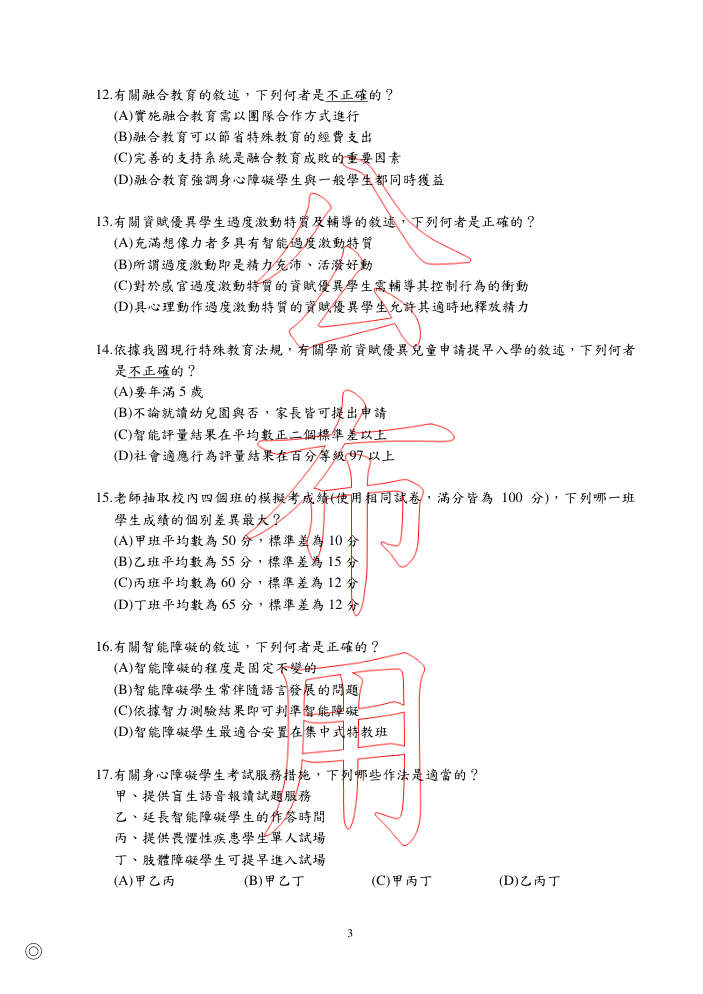 12.有關融合教育的敘述，下列何者是不正確的？
(A)實施融合教育需以團隊合作方式進行
(B)融合教育可以節省特殊教育的經費支出
(C)完善的支持系統是融合教育成敗的重要因素
(D)融合教育強調身心障礙學生與一般學生都同時獲益
13.有關資賦優異學生過度激動特質及輔導的敘述，下列何者是正確的？
(A)充滿想像力者多具有智能過度激動特質
(B)所謂過度激動即是精力充沛、活潑好動
(C)對於感官過度激動特質的資賦優異學生需輔導其控制行為的衝動
(D)具心理動作過度激動特質的資賦優異學生允許其適時地釋放精力
14.依據我國現行特殊教育法規，有關學前資賦優異兒童申請提早入學的敘述，下列何者
是不正確的？
(A)要年滿 5 歲
(B)不論就讀幼兒園與否，家長皆可提出申請
(C)智能評量結果在平均數正二個標準差以上
(D)社會適應行為評量結果在百分等級 97 以上
15.老師抽取校內四個班的模擬考成績(使用相同試卷，滿分皆為 100 分)，下列哪一班
學生成績的個別差異最大？
(A)甲班平均數為 50 分，標準差為 10 分
(B)乙班平均數為 55 分，標準差為 15 分
(C)丙班平均數為 60 分，標準差為 12 分
(D)丁班平均數為 65 分，標準差為 12 分
16.有關智能障礙的敘述，下列何者是正確的？
(A)智能障礙的程度是固定不變的
(B)智能障礙學生常伴隨語言發展的問題
(C)依據智力測驗結果即可判準智能障礙
(D)智能障礙學生最適合安置在集中式特教班
17.有關身心障礙學生考試服務措施，下列哪些作法是適當的？
甲、提供盲生語音報讀試題服務
乙、延長智能障礙學生的作答時間
丙、提供畏懼性疾患學生單人試場
丁、肢體障礙學生可提早進入試場
(A)甲乙丙 (B)甲乙丁 (C)甲丙丁 (D)乙丙丁
3
公
布
用